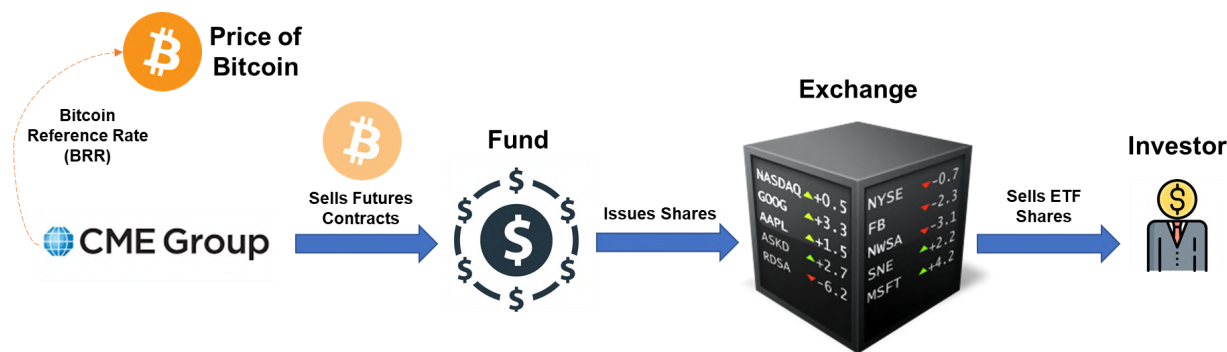 Price of
Bitcoin
Bitcoin
Reference Rate
(BRR)
CME Group
Sells Futures
Contracts
Fund
Issues Shares
Exchange
NASDAQ ▲+0.5
GOOG ▲+3.3
AAPL ▲+1.5
ASKD ▲+2.7
RDSA ▼-6.2
NYSE ▼-0.7
FB ▼-2.3
NWSA ▼-3.1
SNE ▲+2.2
MSFT ▲+4.2
Sells ETF
Shares
Investor